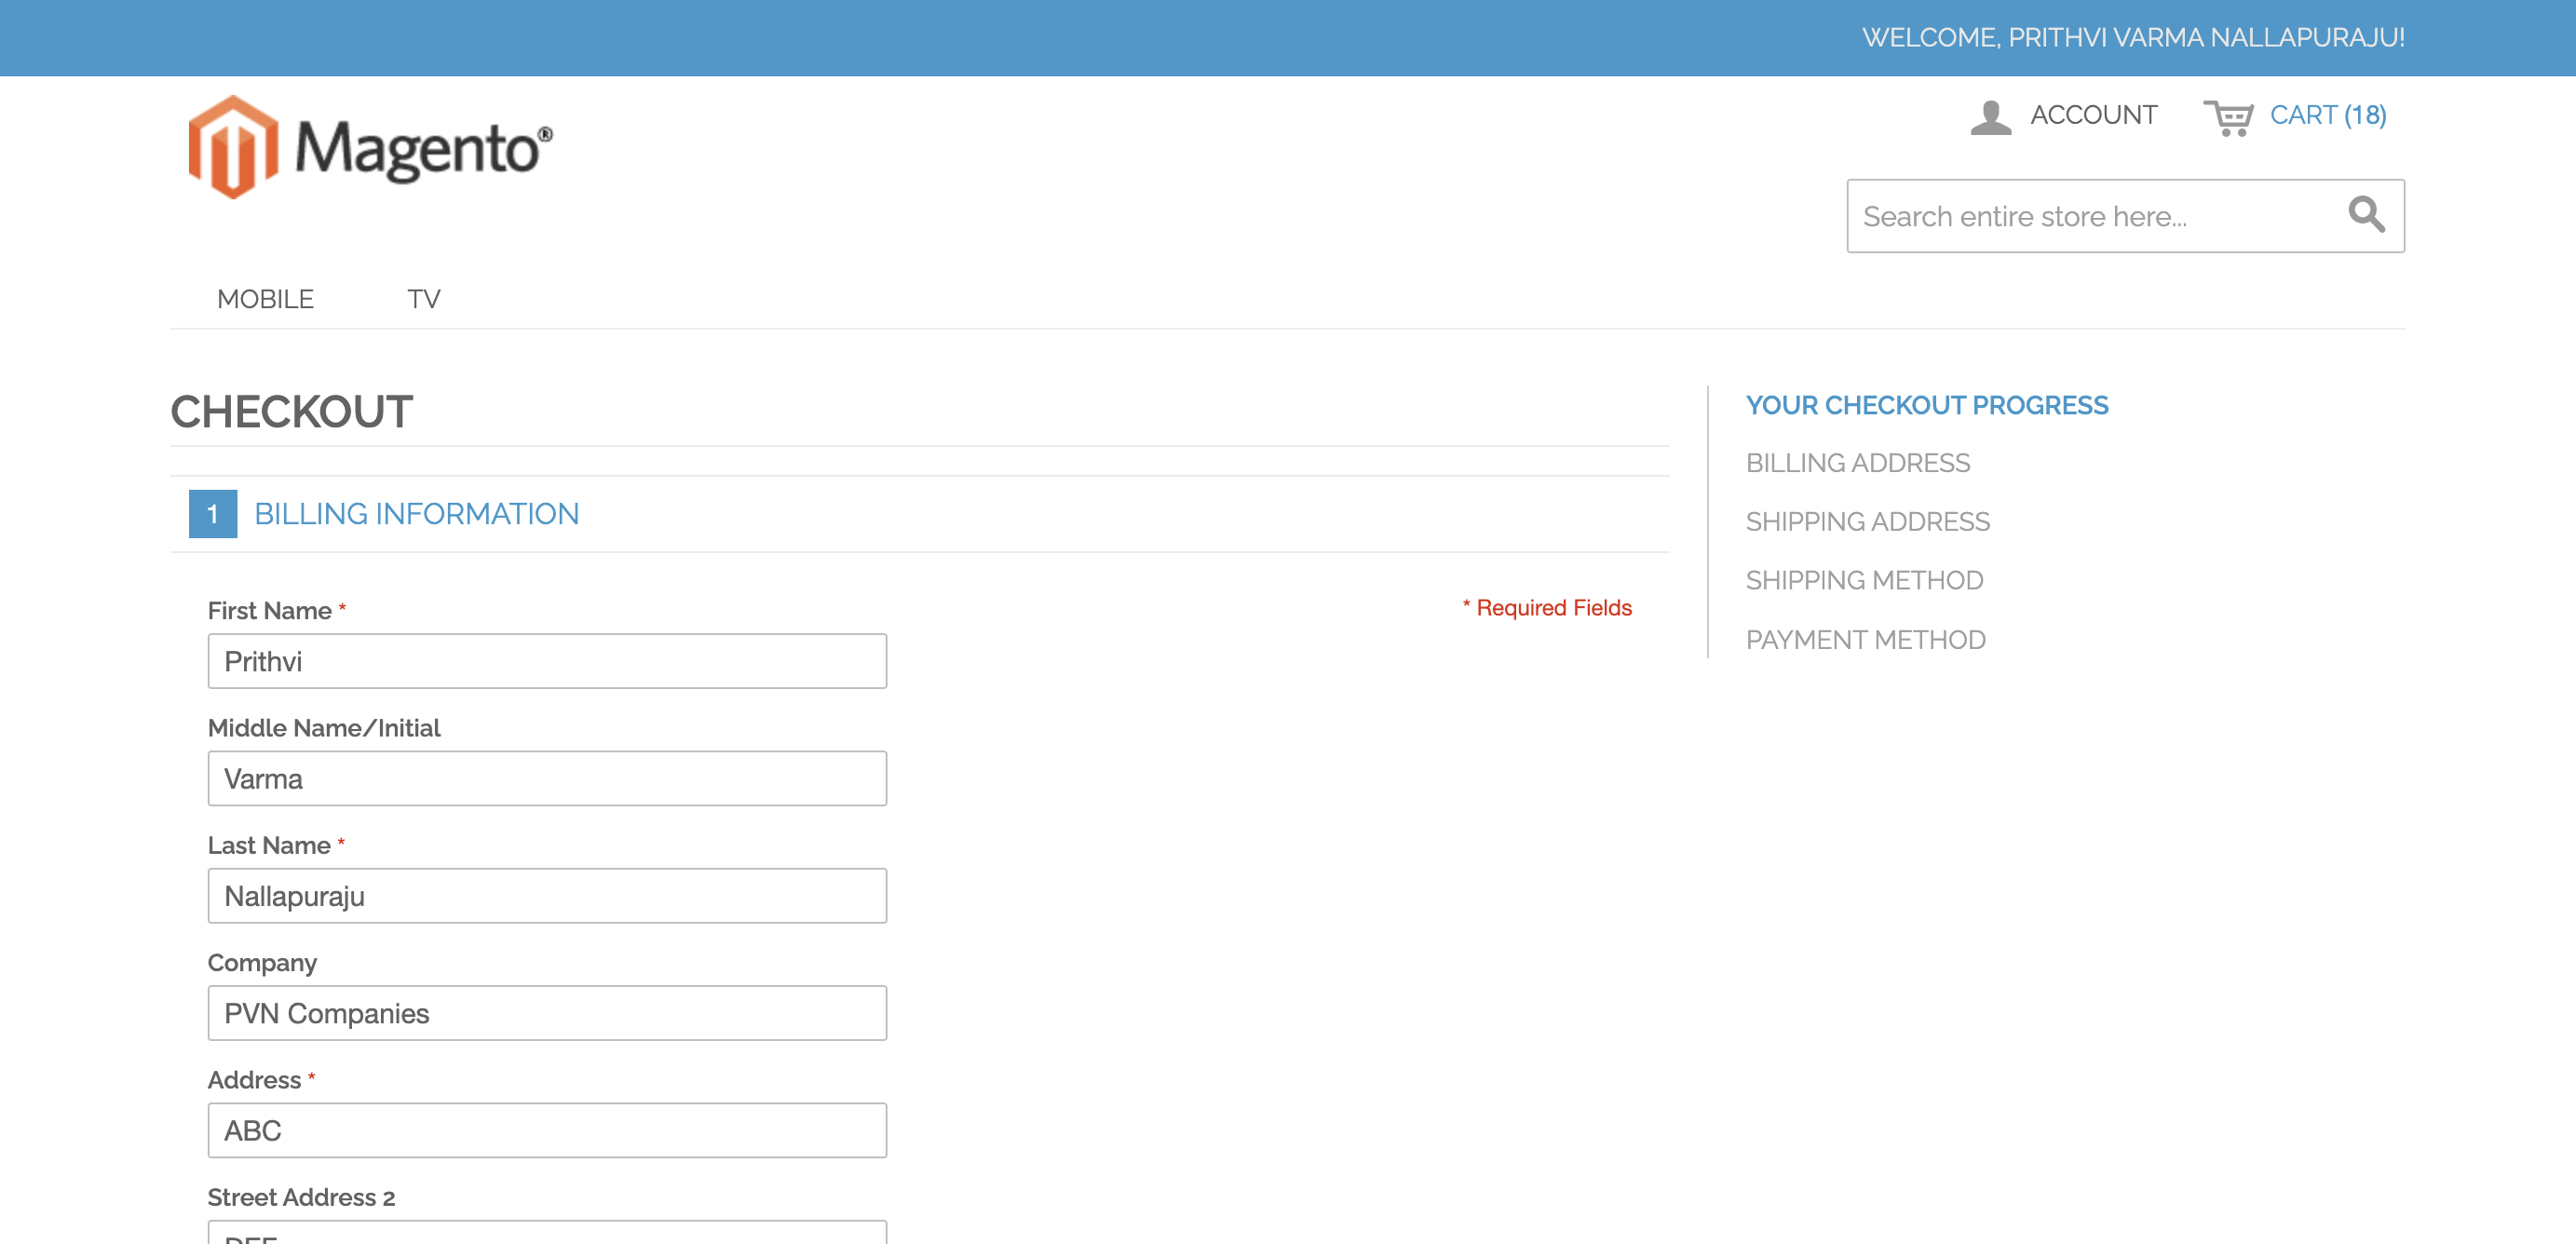 WELCOME, PRITHVI VARMA NALLAPURAJU!
Magento®
ACCOUNT
CART (18)
Search entire store here...
MOBILE
TV
CHECKOUT
1 BILLING INFORMATION
* Required Fields
First Name *
Prithvi
Middle Name/Initial
Varma
Last Name *
Nallapuraju
Company
PVN Companies
Address *
ABC
Street Address 2
YOUR CHECKOUT PROGRESS
BILLING ADDRESS
SHIPPING ADDRESS
SHIPPING METHOD
PAYMENT METHOD